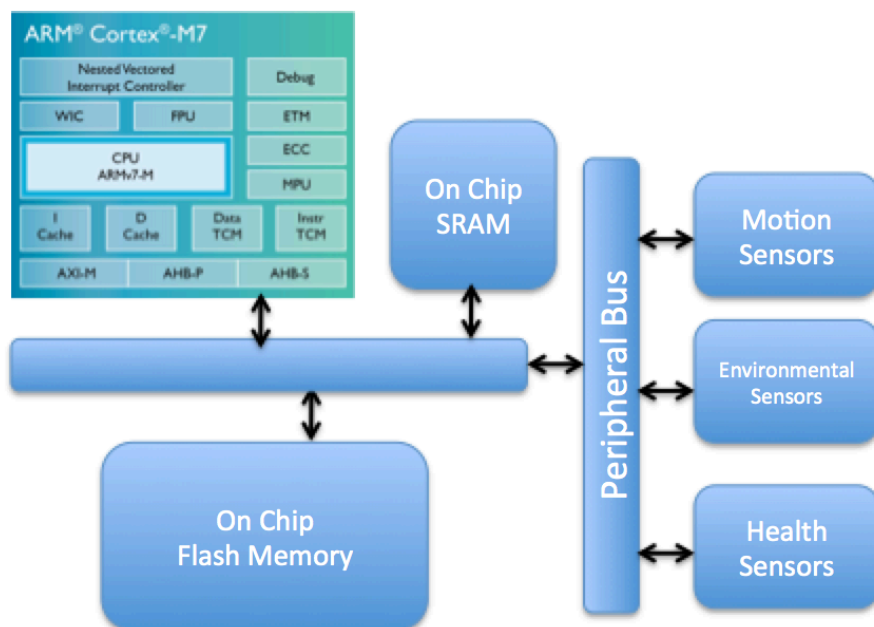 ARM® Cortex®-M7
Nested Vectored
Interrupt Controller
Debug
WIC
FPU
ETM
CPU
ARMv7-M
ECC
MPU
I
Cache
D
Cache
Data
TCM
Instr
TCM
AXI-M
AHB-P
AHB-S
On Chip
SRAM
Peripheral Bus
Motion
Sensors
Environmental
Sensors
Health
Sensors
On Chip
Flash Memory